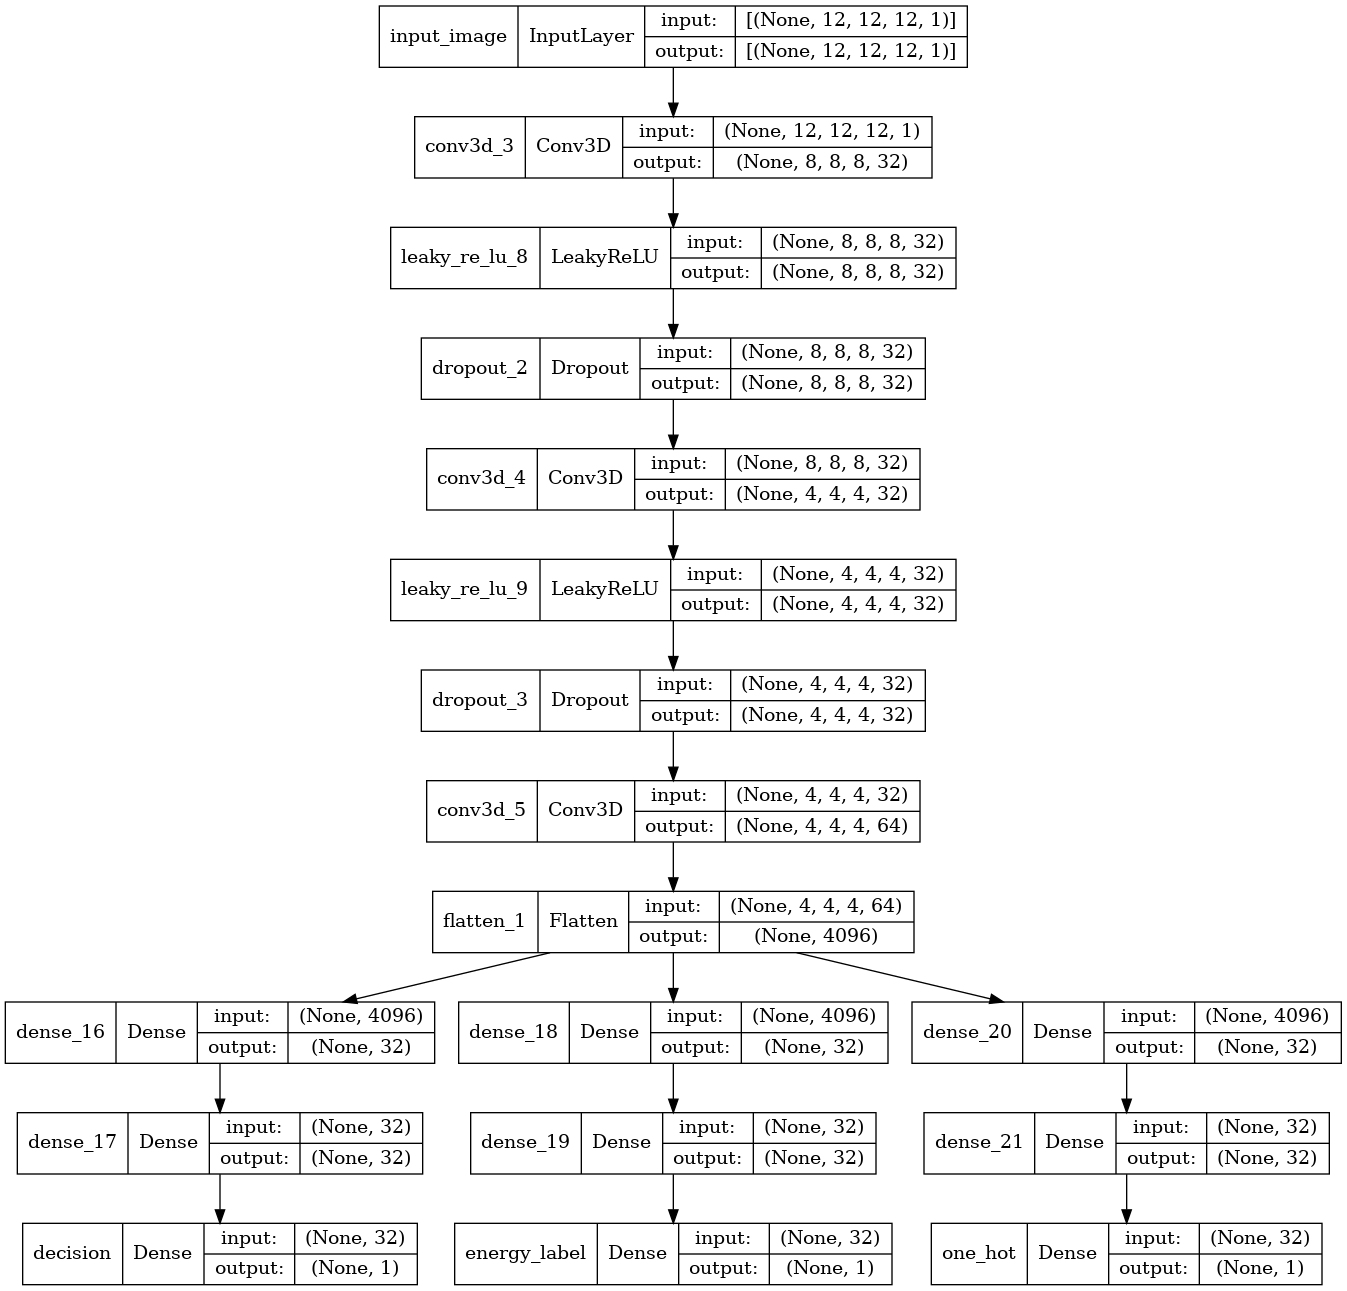 input_image InputLayer input: [(None, 12, 12, 12, 1)]
output: [(None, 12, 12, 12, 1)]
conv3d_3 Conv3D input: (None, 12, 12, 12, 1)
output: (None, 8, 8, 8, 32)
leaky_re_lu_8 LeakyReLU input: (None, 8, 8, 8, 32)
output: (None, 8, 8, 8, 32)
dropout_2 Dropout input: (None, 8, 8, 8, 32)
output: (None, 8, 8, 8, 32)
conv3d_4 Conv3D input: (None, 8, 8, 8, 32)
output: (None, 4, 4, 4, 32)
leaky_re_lu_9 LeakyReLU input: (None, 4, 4, 4, 32)
output: (None, 4, 4, 4, 32)
dropout_3 Dropout input: (None, 4, 4, 4, 32)
output: (None, 4, 4, 4, 32)
conv3d_5 Conv3D input: (None, 4, 4, 4, 32)
output: (None, 4, 4, 4, 64)
flatten_1 Flatten input: (None, 4, 4, 4, 64)
output: (None, 4096)
dense_16 Dense input: (None, 4096)
output: (None, 32)
dense_18 Dense input: (None, 4096)
output: (None, 32)
dense_20 Dense input: (None, 4096)
output: (None, 32)
dense_17 Dense input: (None, 32)
output: (None, 32)
dense_19 Dense input: (None, 32)
output: (None, 32)
dense_21 Dense input: (None, 32)
output: (None, 32)
decision Dense input: (None, 32)
output: (None, 1)
energy_label Dense input: (None, 32)
output: (None, 1)
one_hot Dense input: (None, 32)
output: (None, 1)